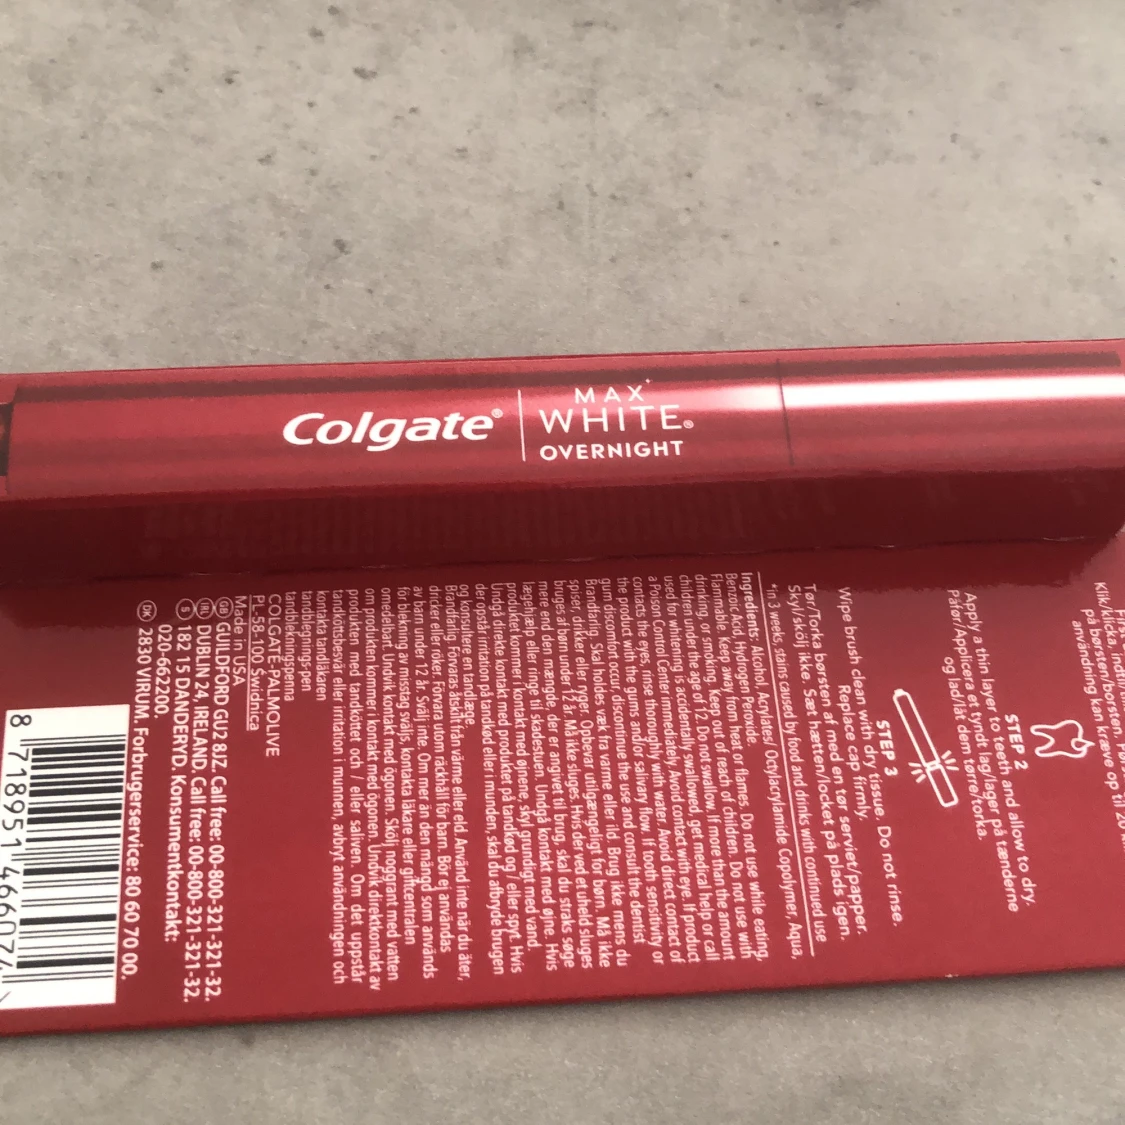 Colgate®
MAX
WHITE®
OVERNIGHT
Klik/klicka,
på børsten/borsten.
användning kan kræve op til 20
STEP 2
Apply a thin layer to teeth and allow to dry.
Påfør/Applicera et tyndt lag/lager på tændene
og lad/låt dem tørre/torka.
STEP 3
Wipe brush clean with dry tissue. Do not rinse.
Replace cap firmly.
Tør/Torka børsten af med en tør serviet/papper.
Skyl/skölj ikke. Sæt hætten/locket på plads igen.
*In 3 weeks, stains caused by food and drinks with continued use
Ingredients: Alcohol, Acrylates/ Octylacrylamide Copolymer, Aqua,
Benzoic Acid, Hydrogen Peroxide.
Flammable. Keep away from heat or flames. Do not use while eating,
drinking, or smoking. Keep out of reach of children. Do not use with
children under the age of 12. Do not swallow. If more than the amount
used for whitening is accidentally swallowed, get medical help or call
a Poison Control Center immediately. Avoid contact with eye. If product
contacts the eyes, rinse thoroughly with water. Avoid direct contact of
the product with the gums and/or salivary flow. If tooth sensitivity or
gum discomfort occur, discontinue the use and consult the dentist
Brandfarlig. Skal holdes væk fra varme eller ild. Brug ikke mens du
spiser, drikker eller ryger. Opbevar utilgængeligt for børn. Må ikke
bruges af børn under 12 år. Må ikke sluges. Hvis der ved et uheld sluges
mere end den mængde, der er angivet til brug, skal du straks søge
lægehjælp eller ringe til skadestuen. Undgå kontakt med øjne. Hvis
produktet kommer i kontakt med øjnene, skyl grundigt med vand.
Undgå direkte kontakt med produktet på tandkød og / eller spyt. Hvis
der opstår irritation på tandkød eller i munden, skal du afbryde brugen
og konsultere en tandlæge.
Brandfarlig. Förvaras åtskilt från värme eller eld. Använd inte när du äter,
dricker eller röker. Förvara utom räckhåll för barn. Bör ej användas
av barn under 12 år. Svälj inte. Om mer än den mängd som används
för blekning av misstag sväljs, kontakta läkare eller giftcentralen
omedelbart. Undvik kontakt med ögonen. Skölj noggrant med vatten
om produkten kommer i kontakt med ögonen. Undvik direktkontakt av
produkten med tandköttet och / eller saliven. Om det uppstår
tandköttsbesvär eller irritation i munnen, avbryt användningen och
kontakta tandläkaren
tandblegnings-pen
tandblekningspenna
COLGATE-PALMOLIVE
PL-58-100 Świdnica
Made in USA
GB GUILDFORD GU2 8JZ. Call free: 00-800-321-321-32.
IRL DUBLIN 24, IRELAND. Call free: 00-800-321-321-32.
S 182 15 DANDERYD. Konsumentkontakt:
020-662200.
DK 2830 VIRUM. Forbrugerservice: 80 60 70 00.
8 718951 466074